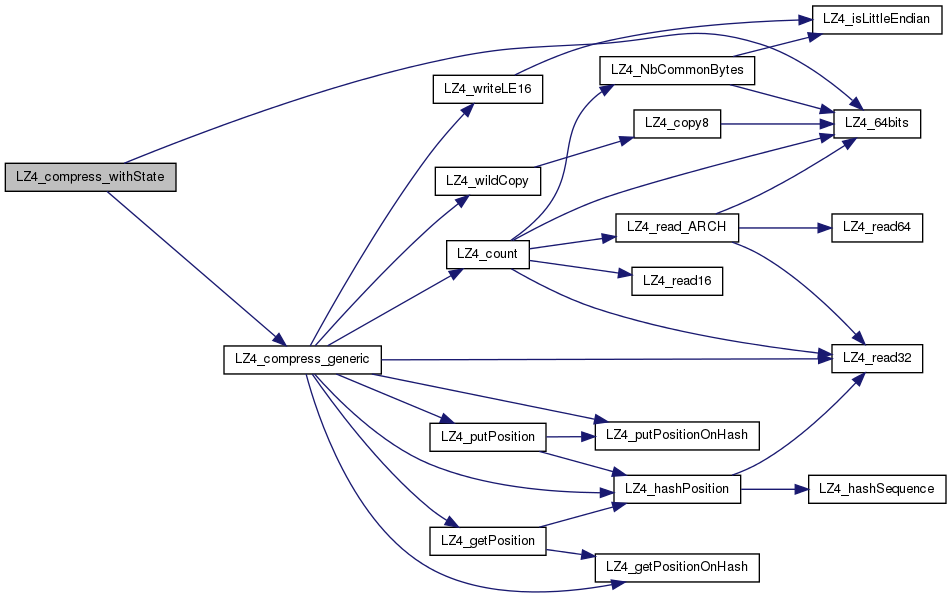 LZ4_isLittleEndian
LZ4_NbCommonBytes
LZ4_writeLE16
LZ4_copy8
LZ4_64bits
LZ4_compress_withState
LZ4_wildCopy
LZ4_read_ARCH
LZ4_read64
LZ4_count
LZ4_read16
LZ4_compress_generic
LZ4_read32
LZ4_putPosition
LZ4_putPositionOnHash
LZ4_hashPosition
LZ4_hashSequence
LZ4_getPosition
LZ4_getPositionOnHash